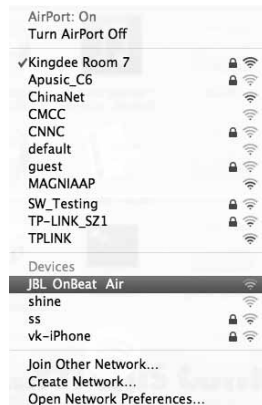 AirPort: On
Turn AirPort Off
✓Kingdee Room 7
Apusic_C6
ChinaNet
CMCC
CNNC
default
guest
MAGNIAAP
SW_Testing
TP-LINK_SZ1
TPLINK
Devices
JBL OnBeat Air
shine
ss
vk-iPhone
Join Other Network...
Create Network...
Open Network Preferences...